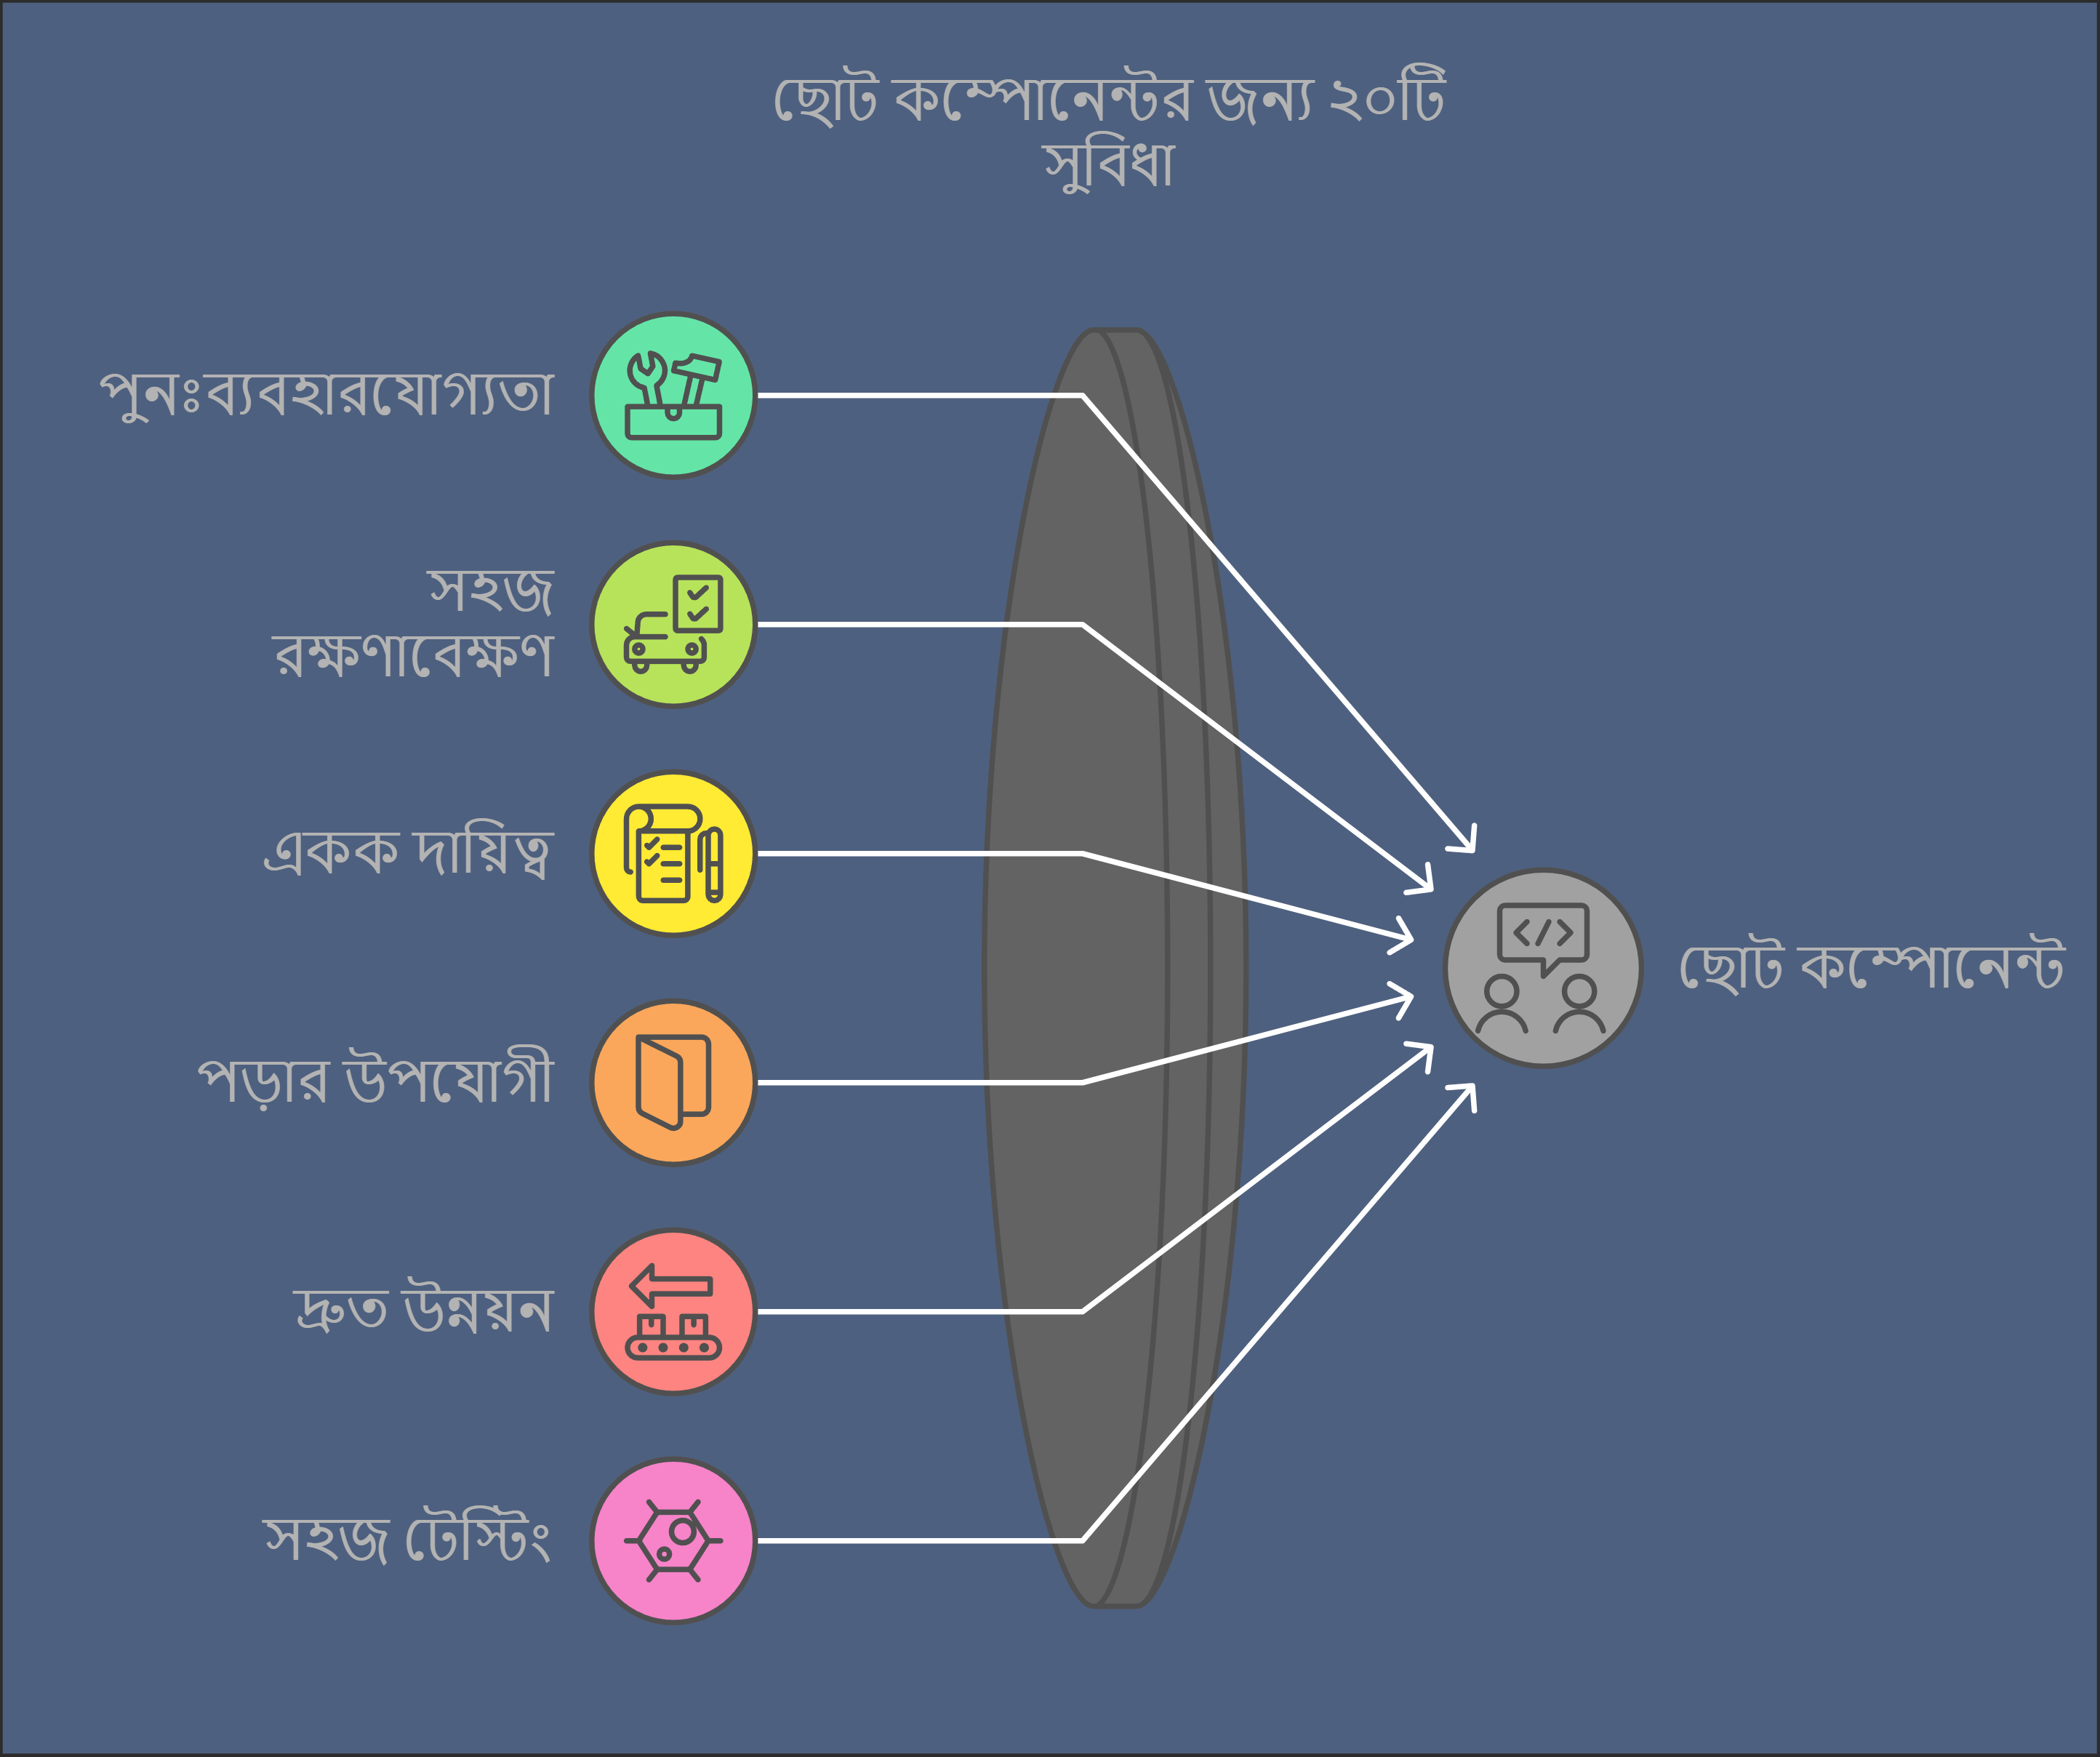 ছোট কম্পোনেন্টের জন্য ২০টি
সুবিধা
পুনঃব্যবহারযোগ্যতা
সহজ
রক্ষণাবেক্ষণ
একক দায়িত্ব
পড়ার উপযোগী
দ্রুত উন্নয়ন
সহজ টেস্টিং
ছোট কম্পোনেন্ট